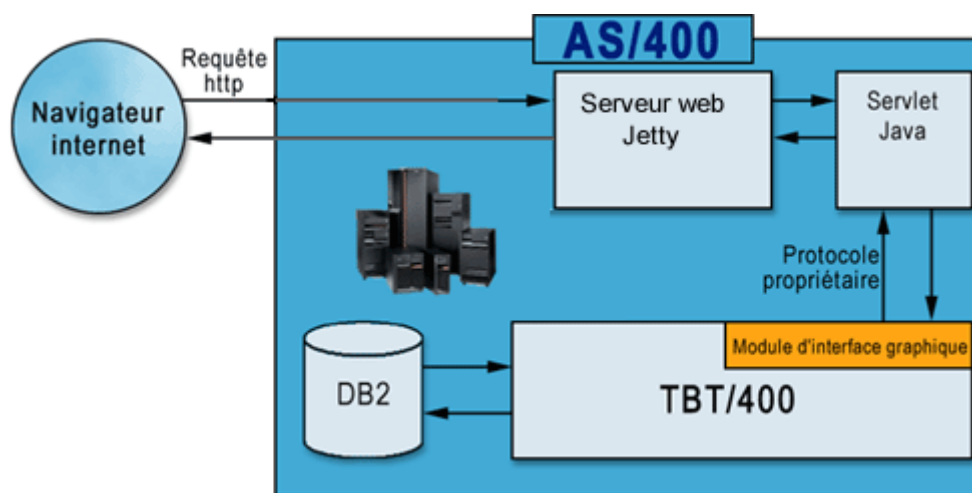 AS/400
Requête
http
Navigateur
internet
Serveur web
Jetty
Servlet
Java
Protocole
propriétaire
Module d'interface graphique
DB2
TBT/400